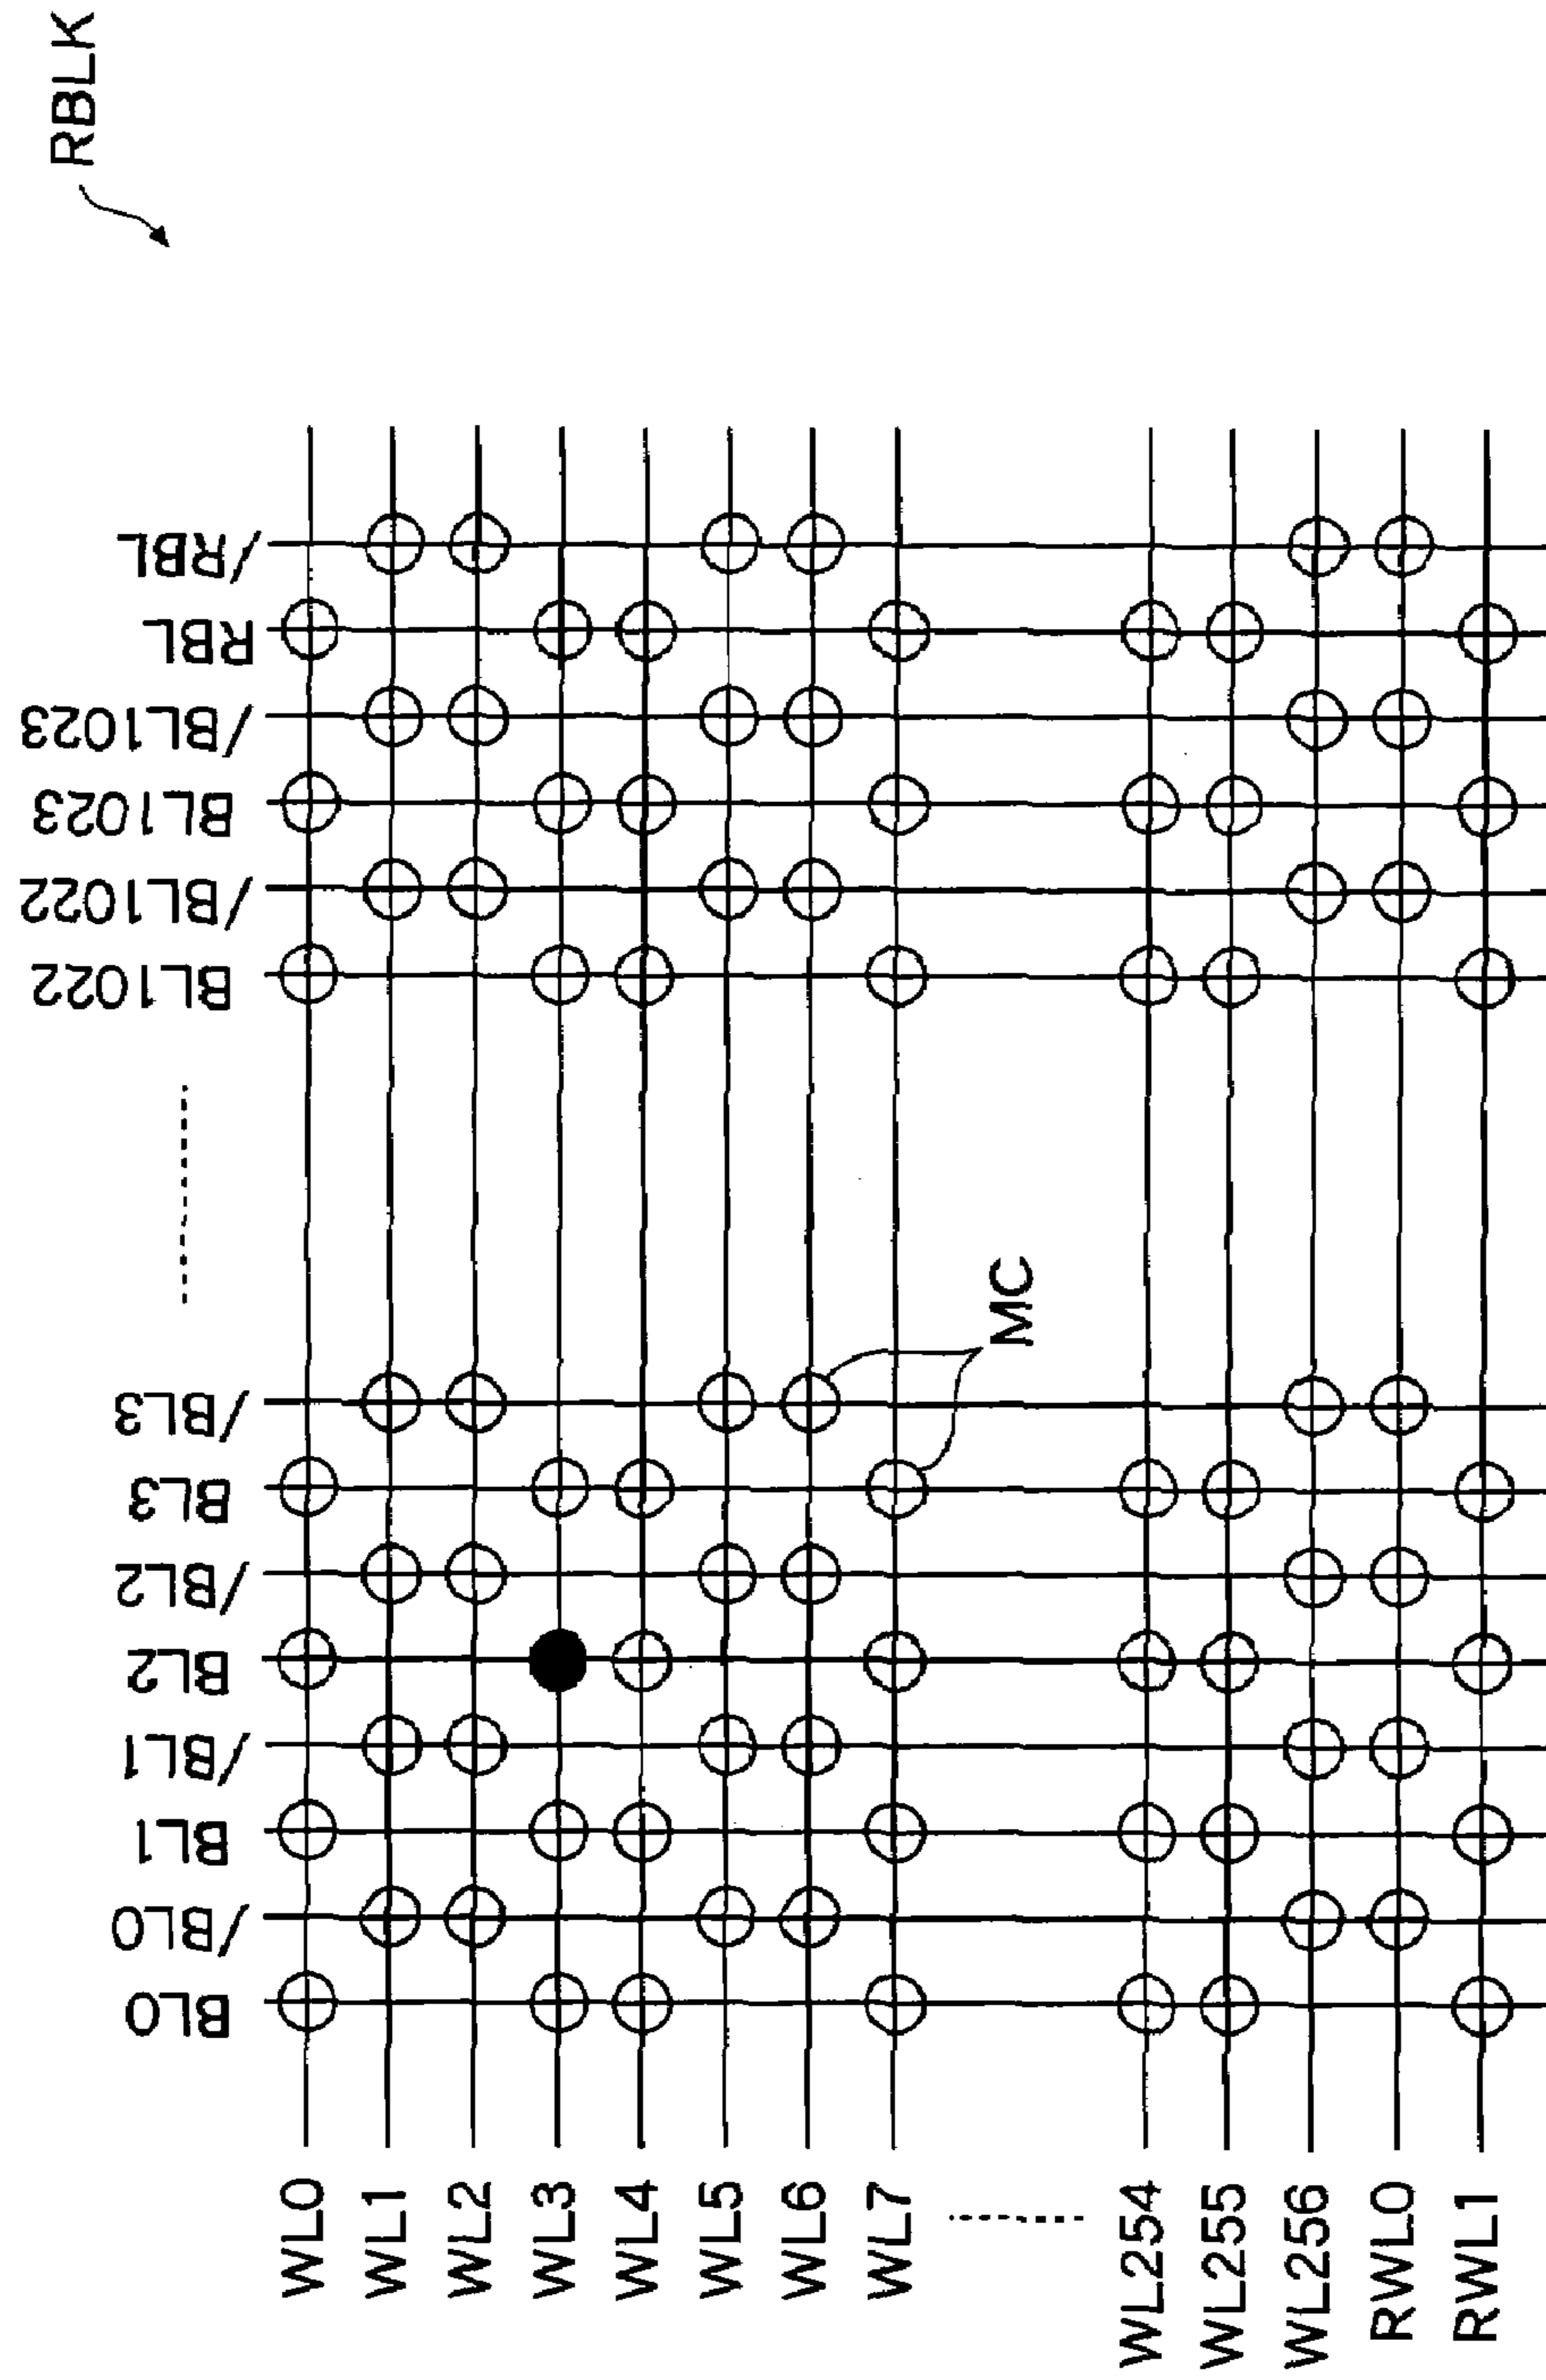 RBLK
/RBL
RBL
/BL1023
BL1023
/BL1022
BL1022
/BL3
BL3
/BL2
BL2
/BL1
BL1
/BL0
BL0
MC
WL0
WL1
WL2
WL3
WL4
WL5
WL6
WL7
WL254
WL255
WL256
RWL0
RWL1